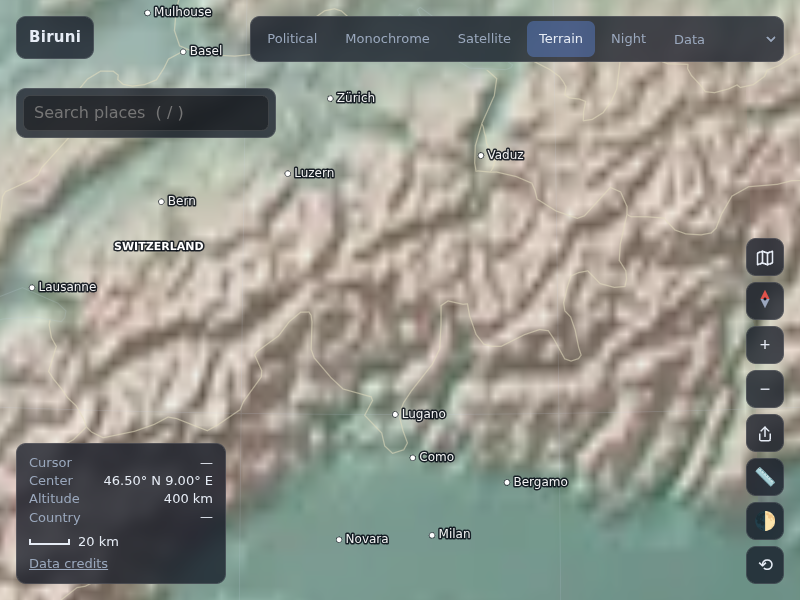 Mulhouse
Biruni
Political Monochrome Satellite Terrain Night Data
Basel
Search places ( / )
Zürich
Vaduz
Luzern
Bern
SWITZERLAND
Lausanne
+
−
Lugano
Como
Bergamo
Novara
Milan
Cursor —
Center 46.50° N 9.00° E
Altitude 400 km
Country —
20 km
Data credits